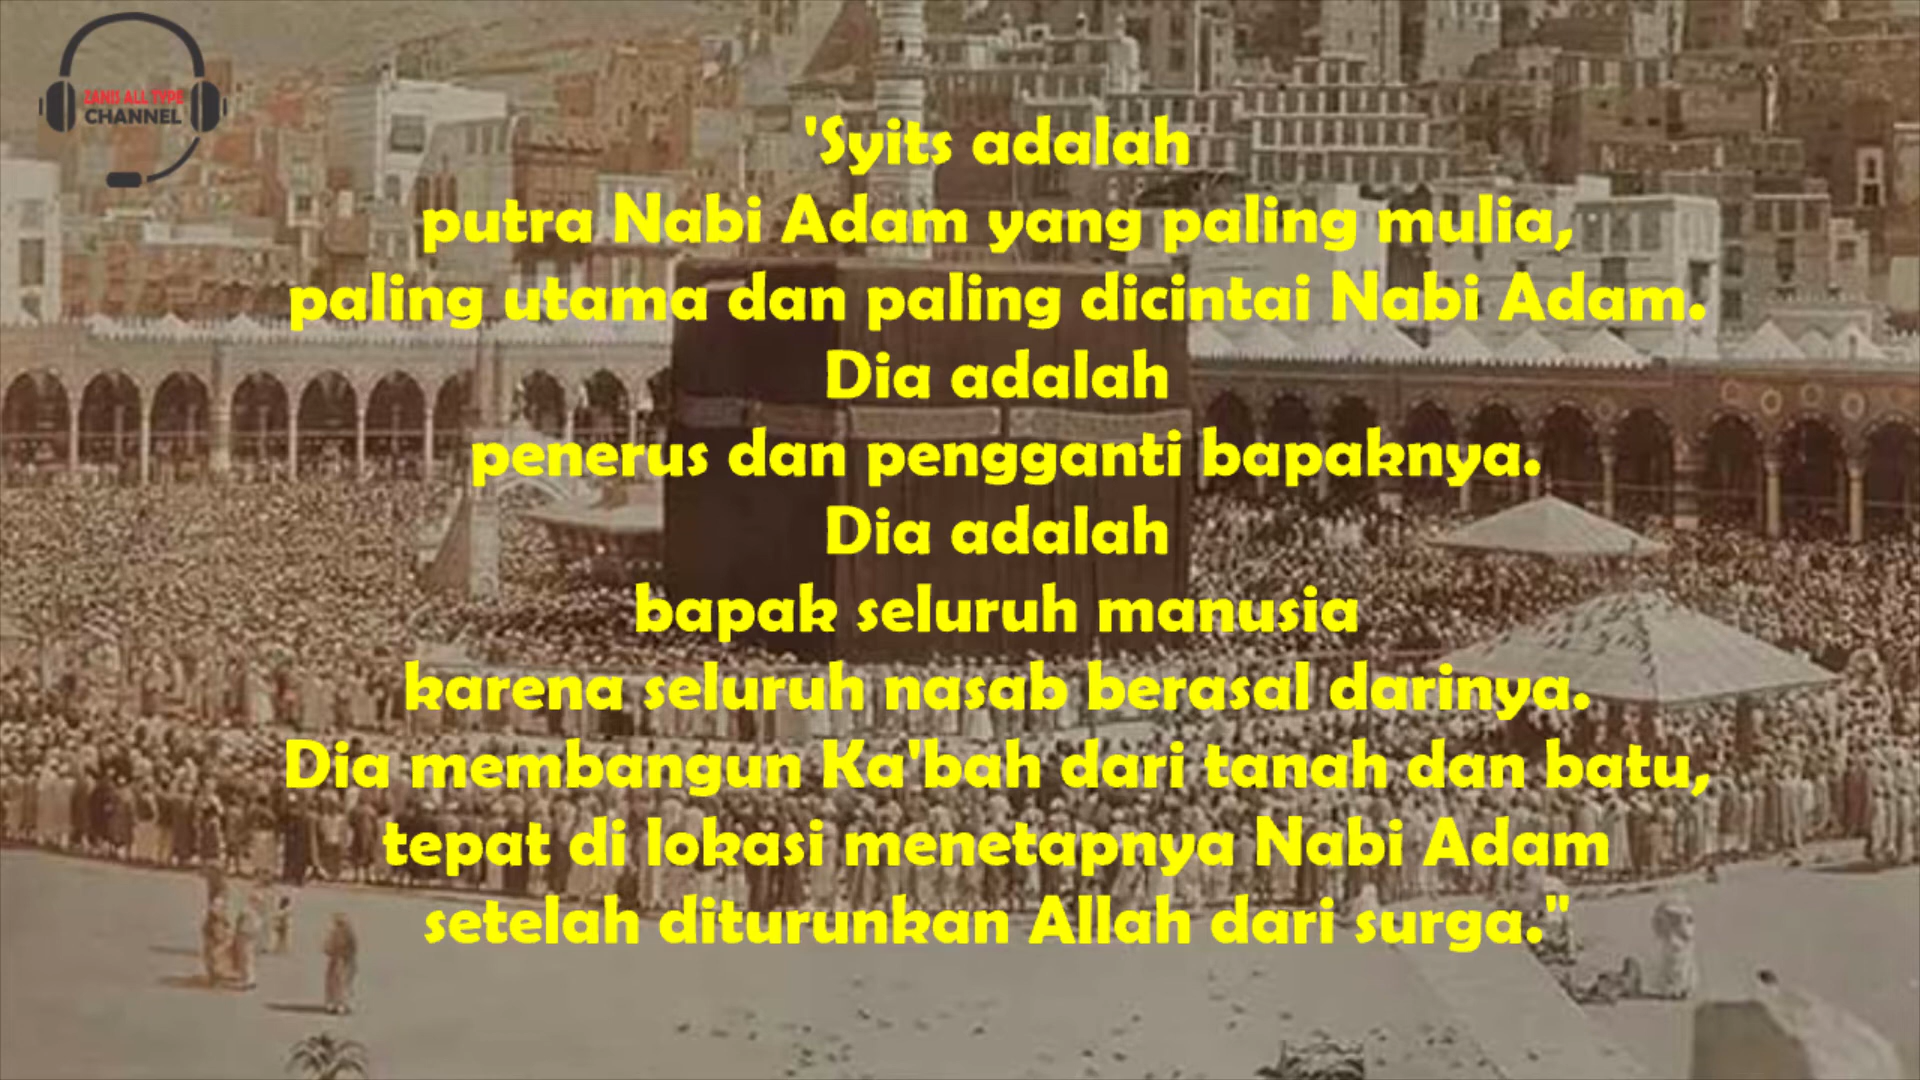 ZANIS ALL TYPE
CHANNEL
'Syits adalah
putra Nabi Adam yang paling mulia,
paling utama dan paling dicintai Nabi Adam.
Dia adalah
penerus dan pengganti bapaknya.
Dia adalah
bapak seluruh manusia
karena seluruh nasab berasal darinya.
Dia membangun Ka'bah dari tanah dan batu,
tepat di lokasi menetapnya Nabi Adam
setelah diturunkan Allah dari surga."